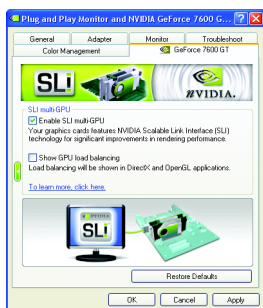 Plug and Play Monitor and NVIDIA GeForce 7600 G...
General Adapter Monitor Troubleshoot
Color Management GeForce 7600 GT
SLI
NVIDIA.
SLI multi-GPU
Enable SLI multi-GPU
Your graphics cards features NVIDIA Scalable Link Interface (SLI)
technology for significant improvements in rendering performance.
Show GPU load balancing
Load balancing will be shown in DirectX and OpenGL applications.
To learn more, click here.
NVIDIA
SLI
Restore Defaults
OK Cancel Apply